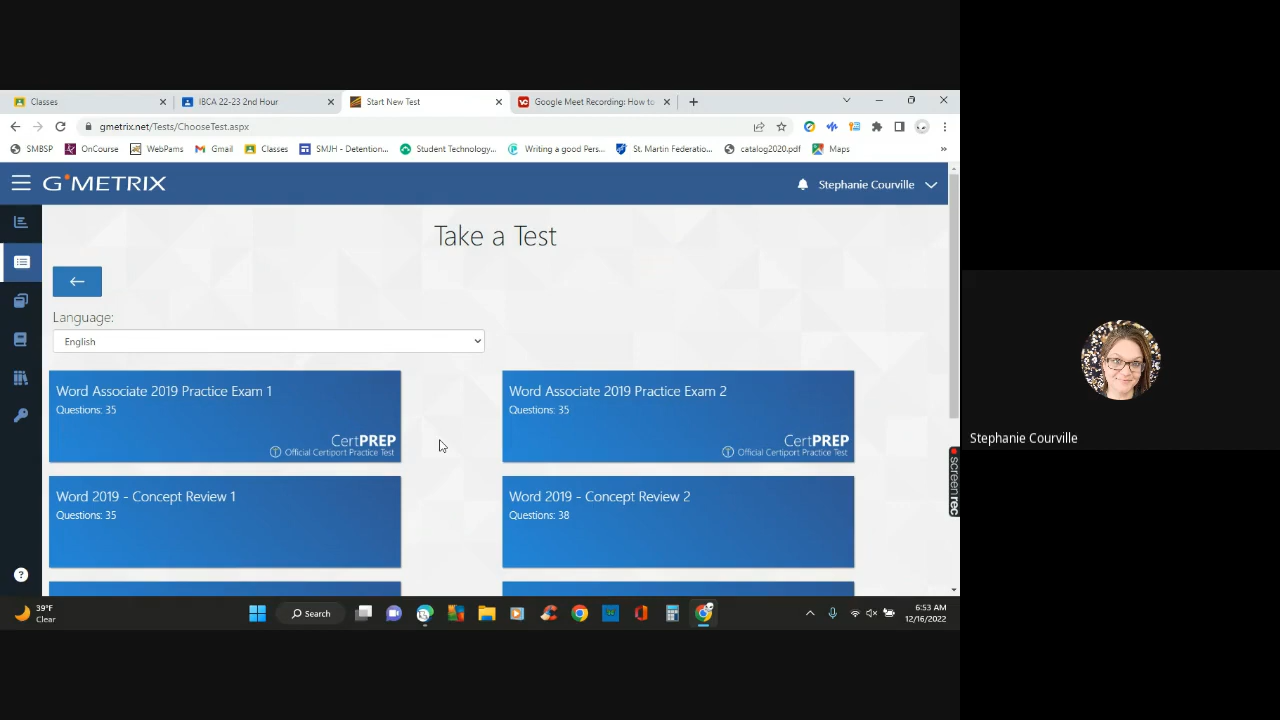 Classes
IBCA 22-23 2nd Hour
Start New Test
Google Meet Recording: How to
gmetrix.net/Tests/ChooseTest.aspx
SMBSP
OnCourse
WebPams
Gmail
Classes
SMJH - Detention...
Student Technology...
Writing a good Pers...
St. Martin Federatio...
catalog2020.pdf
Maps
»
G METRIX
Stephanie Courville
Take a Test
Language:
English
Word Associate 2019 Practice Exam 1
Questions: 35
CertPREP
Official Certiport Practice Test
Word Associate 2019 Practice Exam 2
Questions: 35
CertPREP
Official Certiport Practice Test
Word 2019 - Concept Review 1
Questions: 35
Word 2019 - Concept Review 2
Questions: 38
screenrec
Stephanie Courville
39°F
Clear
Search
6:53 AM
12/16/2022